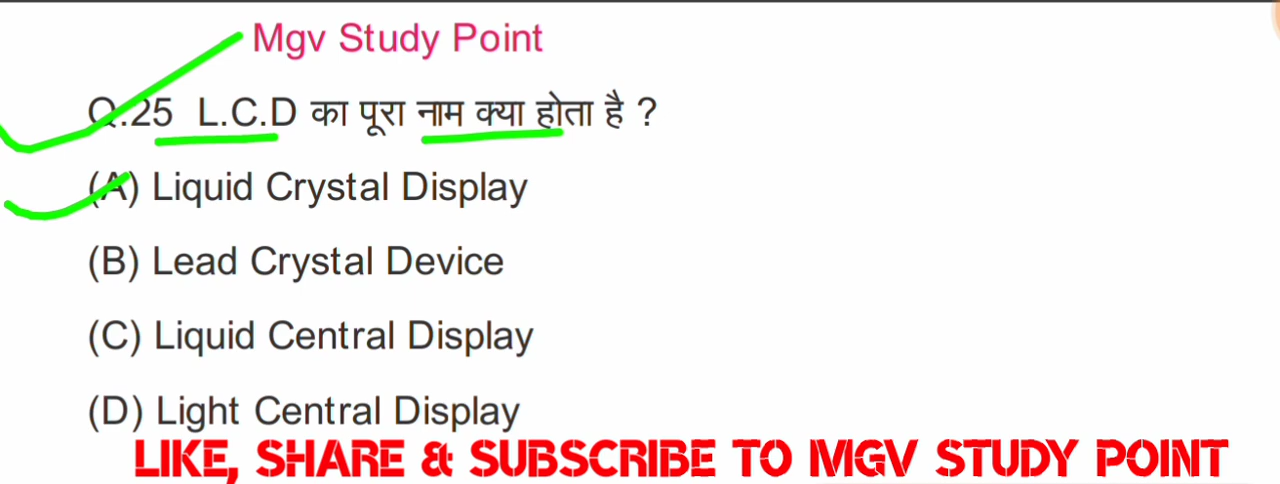 Mgv Study Point
Q.25 L.C.D का पूरा नाम क्या होता है ?
(A) Liquid Crystal Display
(B) Lead Crystal Device
(C) Liquid Central Display
(D) Light Central Display
LIKE, SHARE & SUBSCRIBE TO MGV STUDY POINT